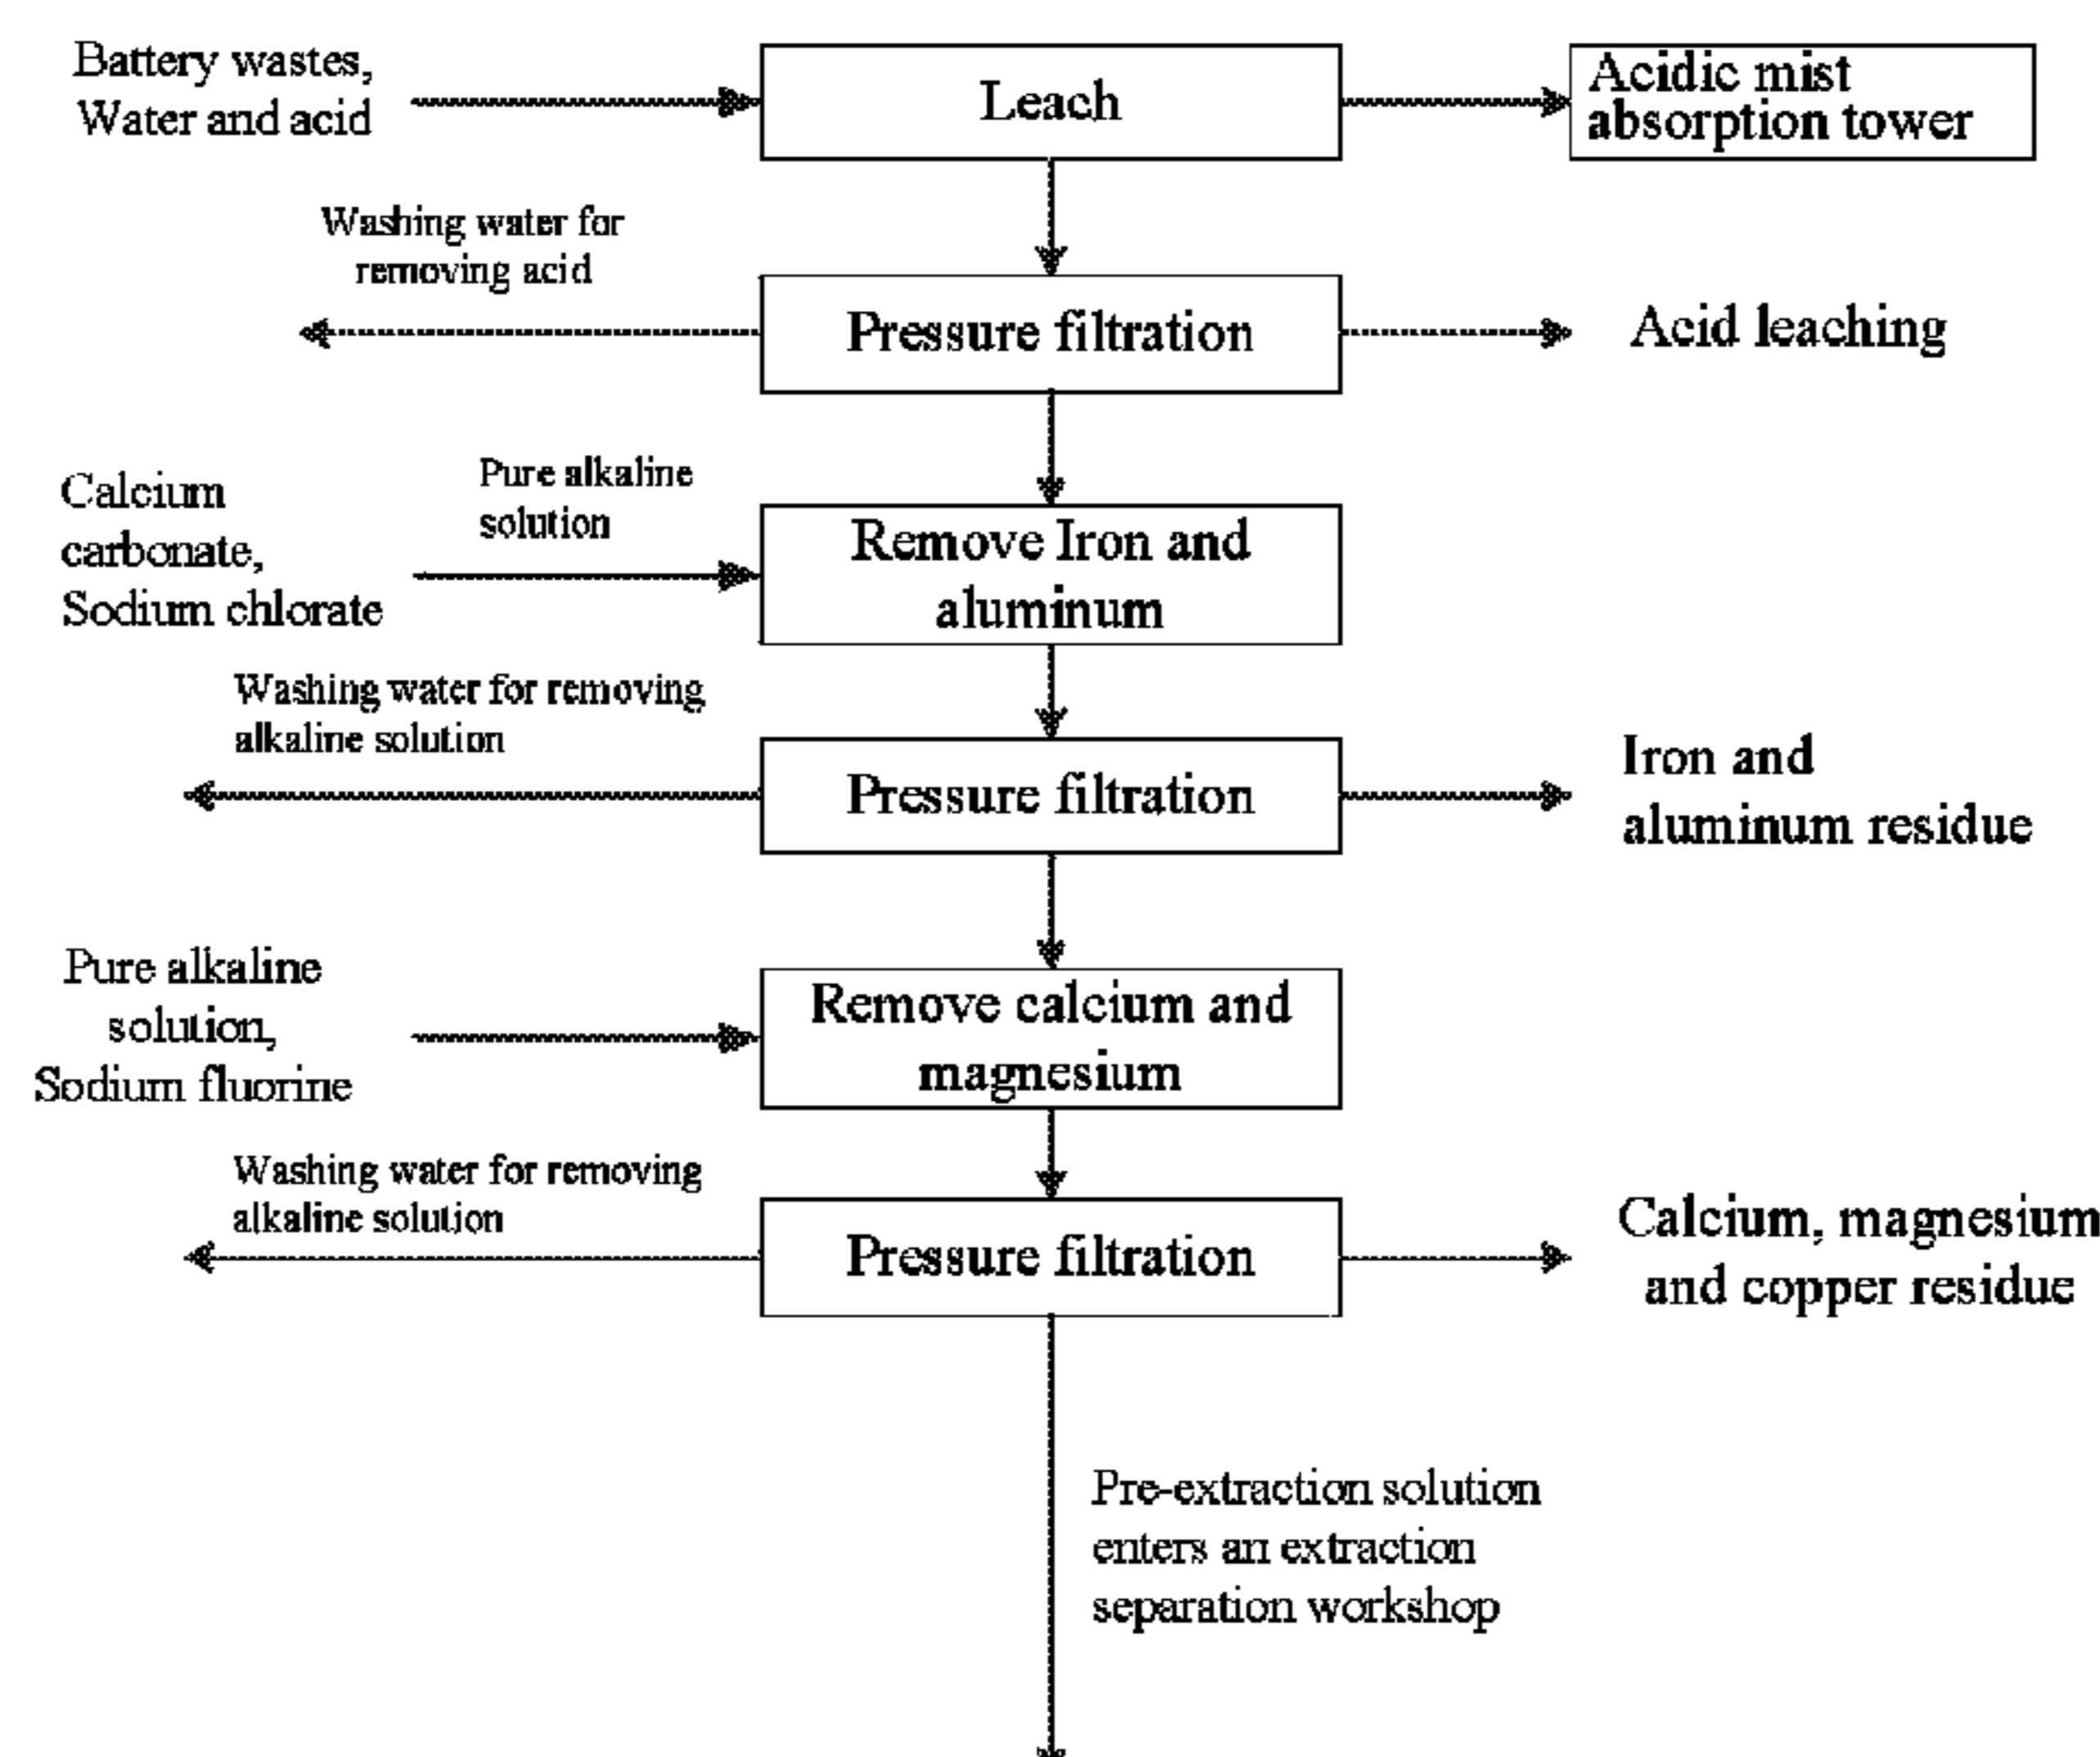 Battery wastes,
Water and acid
Leach
Acidic mist
absorption tower
Washing water for
removing acid
Pressure filtration
Acid leaching
Calcium
carbonate,
Sodium chlorate
Pure alkaline
solution
Remove Iron and
aluminum
Washing water for removing
alkaline solution
Pressure filtration
Iron and
aluminum residue
Pure alkaline
solution,
Sodium fluorine
Remove calcium and
magnesium
Washing water for removing
alkaline solution
Pressure filtration
Calcium, magnesium
and copper residue
Pre-extraction solution
enters an extraction
separation workshop